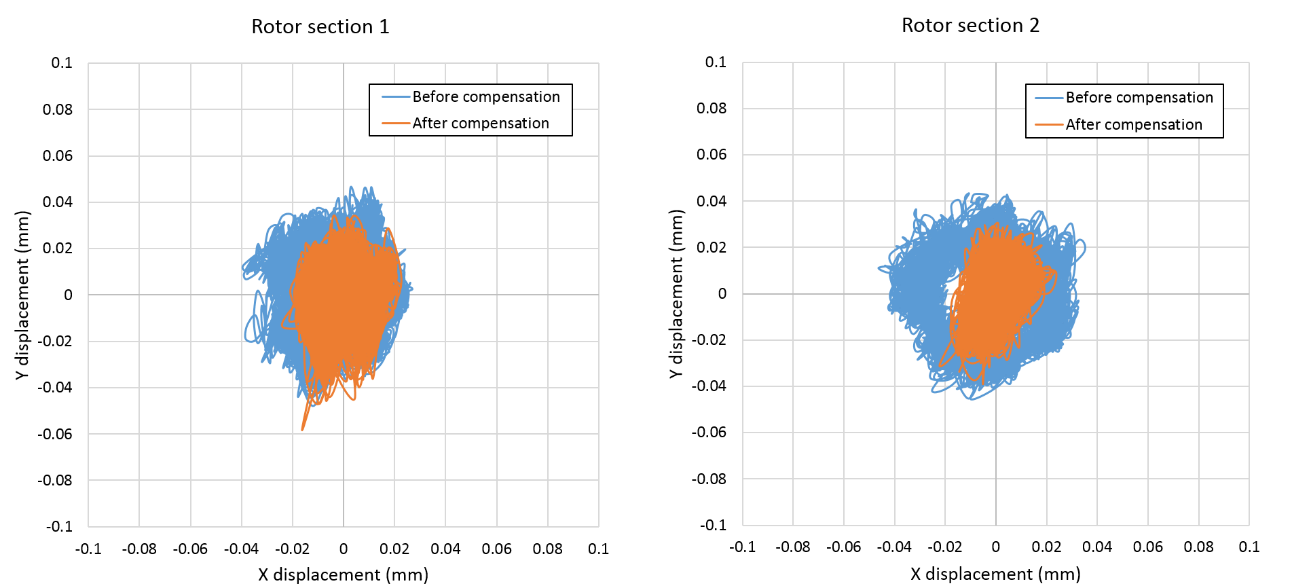 Rotor section 1
0.1
0.08
0.06
0.04
0.02
0
-0.02
-0.04
-0.06
-0.08
-0.1
Y displacement (mm)
Before compensation
After compensation
-0.1 -0.08 -0.06 -0.04 -0.02 0 0.02 0.04 0.06 0.08 0.1
X displacement (mm)
Rotor section 2
0.1
0.08
0.06
0.04
0.02
0
-0.02
-0.04
-0.06
-0.08
-0.1
Y displacement (mm)
Before compensation
After compensation
-0.1 -0.08 -0.06 -0.04 -0.02 0 0.02 0.04 0.06 0.08 0.1
X displacement (mm)